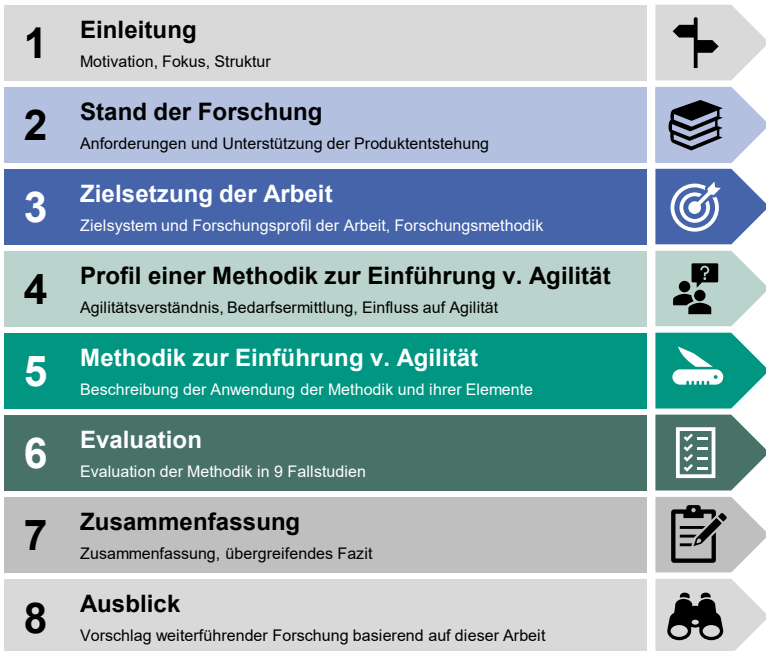 1
Einleitung
Motivation, Fokus, Struktur
2
Stand der Forschung
Anforderungen und Unterstützung der Produktentstehung
3
Zielsetzung der Arbeit
Zielsystem und Forschungsprofil der Arbeit, Forschungsmethodik
4
Profil einer Methodik zur Einführung v. Agilität
Agilitätsverständnis, Bedarfsermittlung, Einfluss auf Agilität
?
5
Methodik zur Einführung v. Agilität
Beschreibung der Anwendung der Methodik und ihrer Elemente
6
Evaluation
Evaluation der Methodik in 9 Fallstudien
7
Zusammenfassung
Zusammenfassung, übergreifendes Fazit
8
Ausblick
Vorschlag weiterführender Forschung basierend auf dieser Arbeit